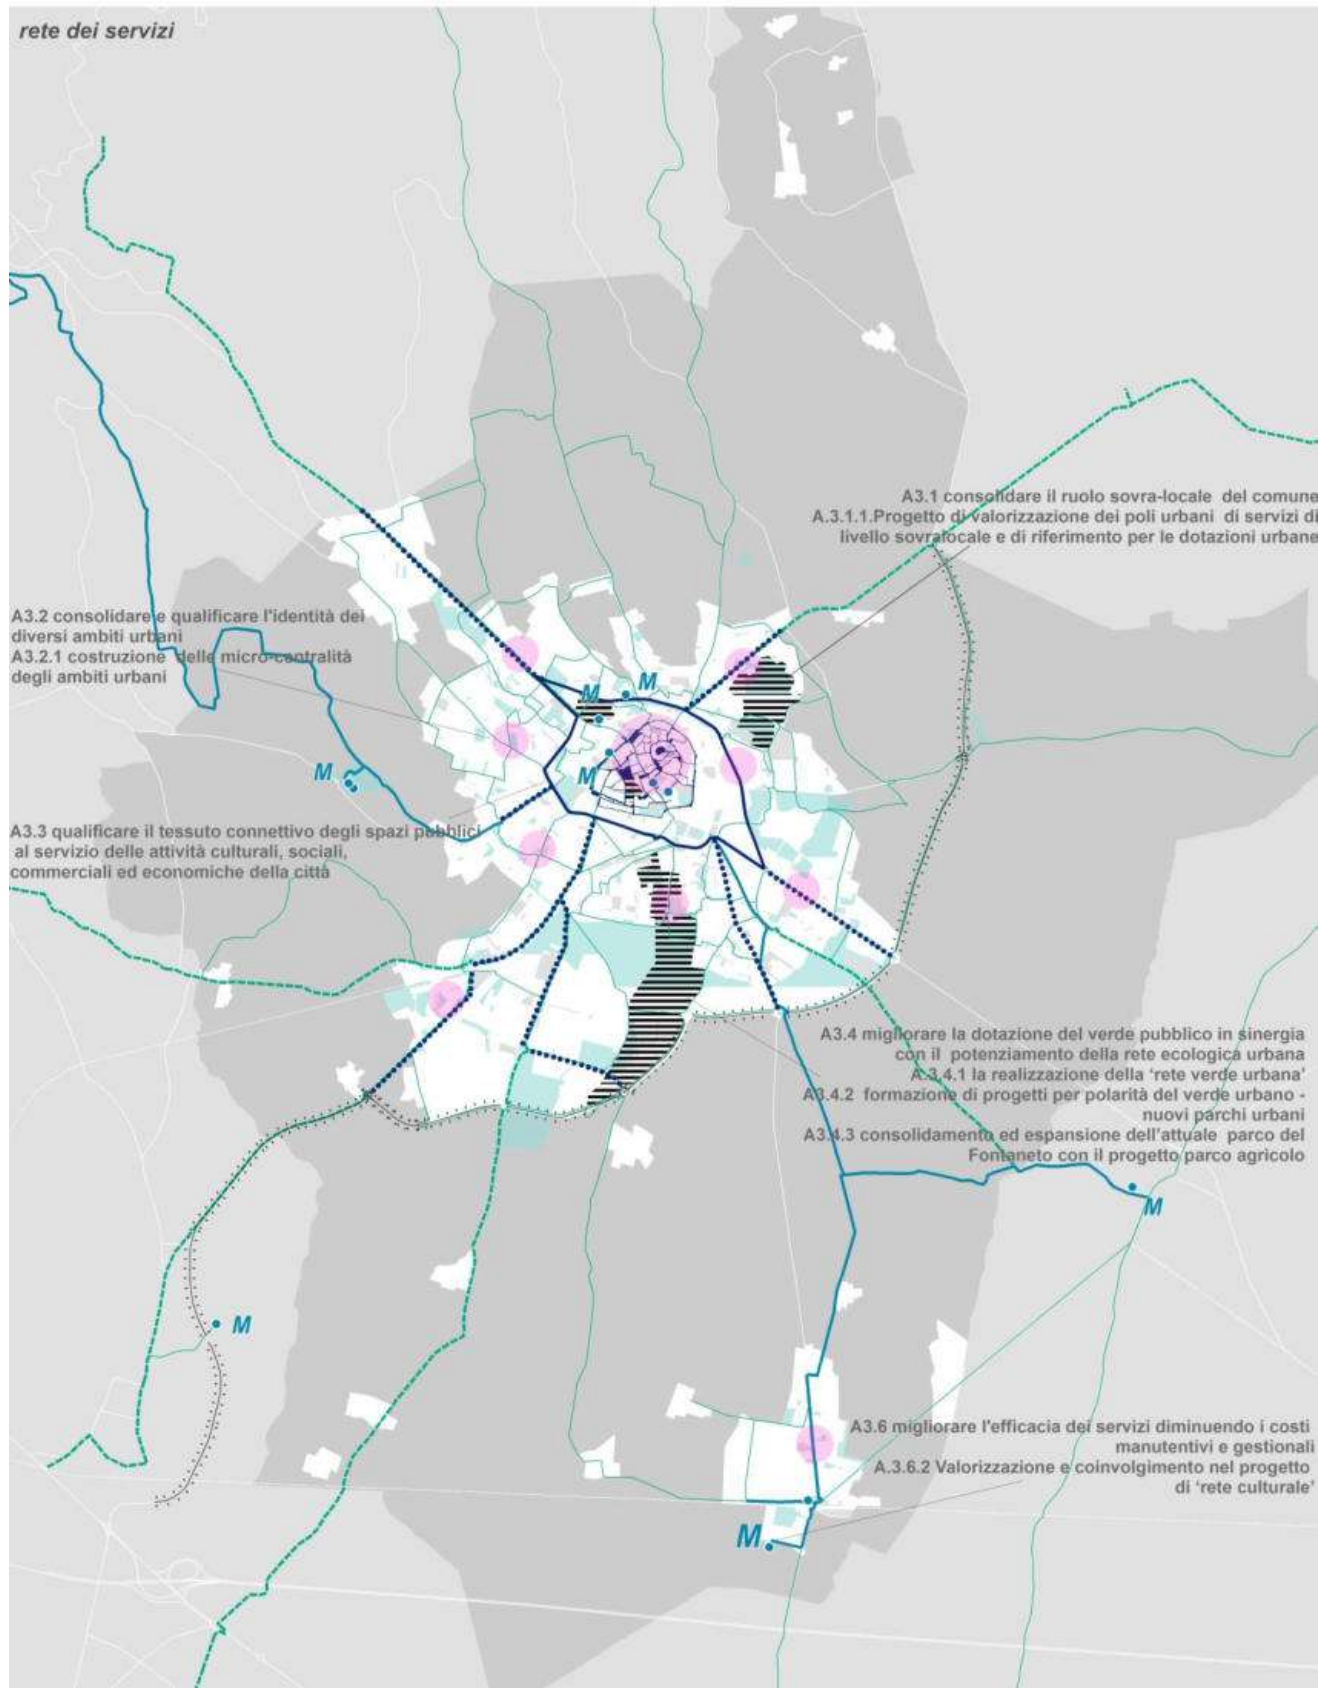 rete dei servizi
A3.1 consolidare il ruolo sovra-locale del comune
A.3.1.1.Progetto di valorizzazione dei poli urbani di servizi di
livello sovralocale e di riferimento per le dotazioni urbane
A3.2 consolidare e qualificare l'identità dei
diversi ambiti urbani
A3.2.1 costruzione delle micro-centralità
degli ambiti urbani
M
M
M
M
A3.3 qualificare il tessuto connettivo degli spazi pubblici
al servizio delle attività culturali, sociali,
commerciali ed economiche della città
A3.4 migliorare la dotazione del verde pubblico in sinergia
con il potenziamento della rete ecologica urbana
A.3.4.1 la realizzazione della ‘rete verde urbana’
A3.4.2 formazione di progetti per polarità del verde urbano -
nuovi parchi urbani
A3.4.3 consolidamento ed espansione dell'attuale parco del
Fontaneto con il progetto parco agricolo
M
M
A3.6 migliorare l'efficacia dei servizi diminuendo i costi
manutentivi e gestionali
A.3.6.2 Valorizzazione e coinvolgimento nel progetto
di ‘rete culturale’
M